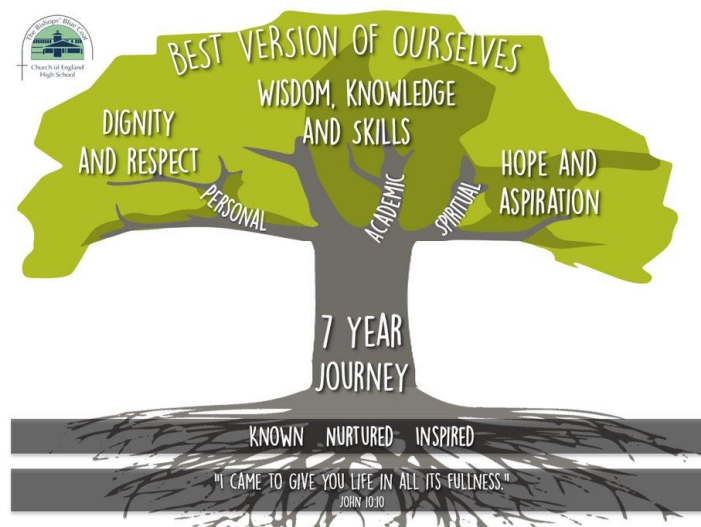 The Bishops' Blue Coat
Church of England
High School
BEST VERSION OF OURSELVES
WISDOM, KNOWLEDGE
AND SKILLS
DIGNITY
AND RESPECT
HOPE AND
ASPIRATION
PERSONAL
ACADEMIC
SPIRITUAL
7 YEAR
JOURNEY
KNOWN NURTURED INSPIRED
"I CAME TO GIVE YOU LIFE IN ALL ITS FULLNESS."
JOHN 10:10